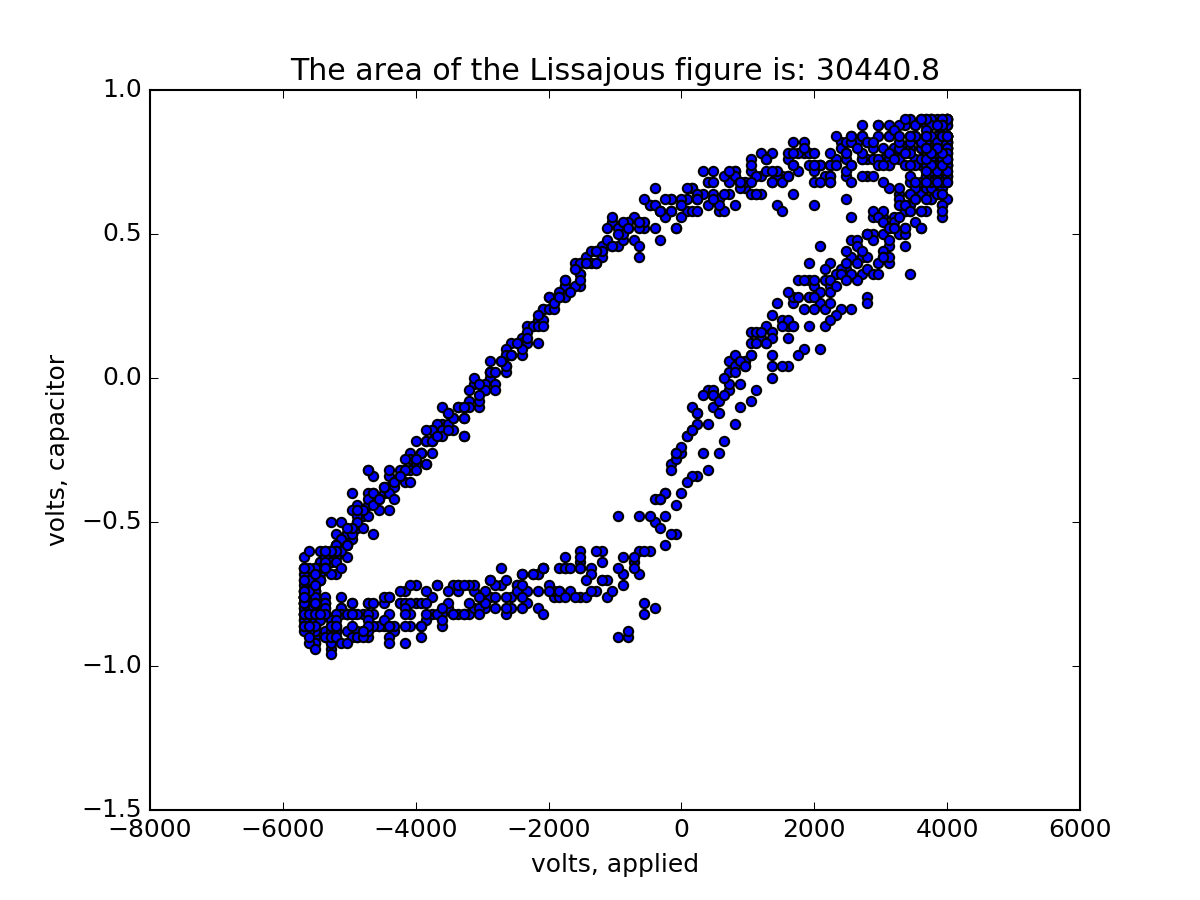 The area of the Lissajous figure is: 30440.8
1.0
0.5
0.0
−0.5
−1.0
−1.5
volts, capacitor
−8000 −6000 −4000 −2000 0 2000 4000 6000
volts, applied